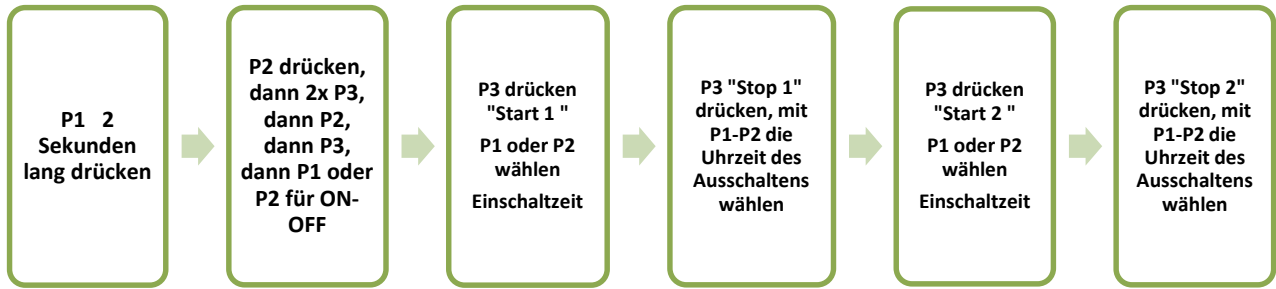 P1 2
Sekunden
lang drücken
P2 drücken,
dann 2x P3,
dann P2,
dann P3,
dann P1 oder
P2 für ON-
OFF
P3 drücken
"Start 1 "
P1 oder P2
wählen
Einschaltzeit
P3 "Stop 1"
drücken, mit
P1-P2 die
Uhrzeit des
Ausschaltens
wählen
P3 drücken
"Start 2 "
P1 oder P2
wählen
Einschaltzeit
P3 "Stop 2"
drücken, mit
P1-P2 die
Uhrzeit des
Ausschaltens
wählen